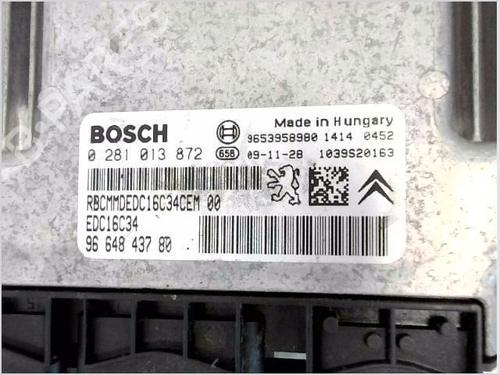 BOSCH
Made in Hungary
9653958980 1414 0452
0 281 013 872
658
09-11-28 1039S20163
RBCMMDEDC16C34CEM 00
EDC16C34
96 648 437 80